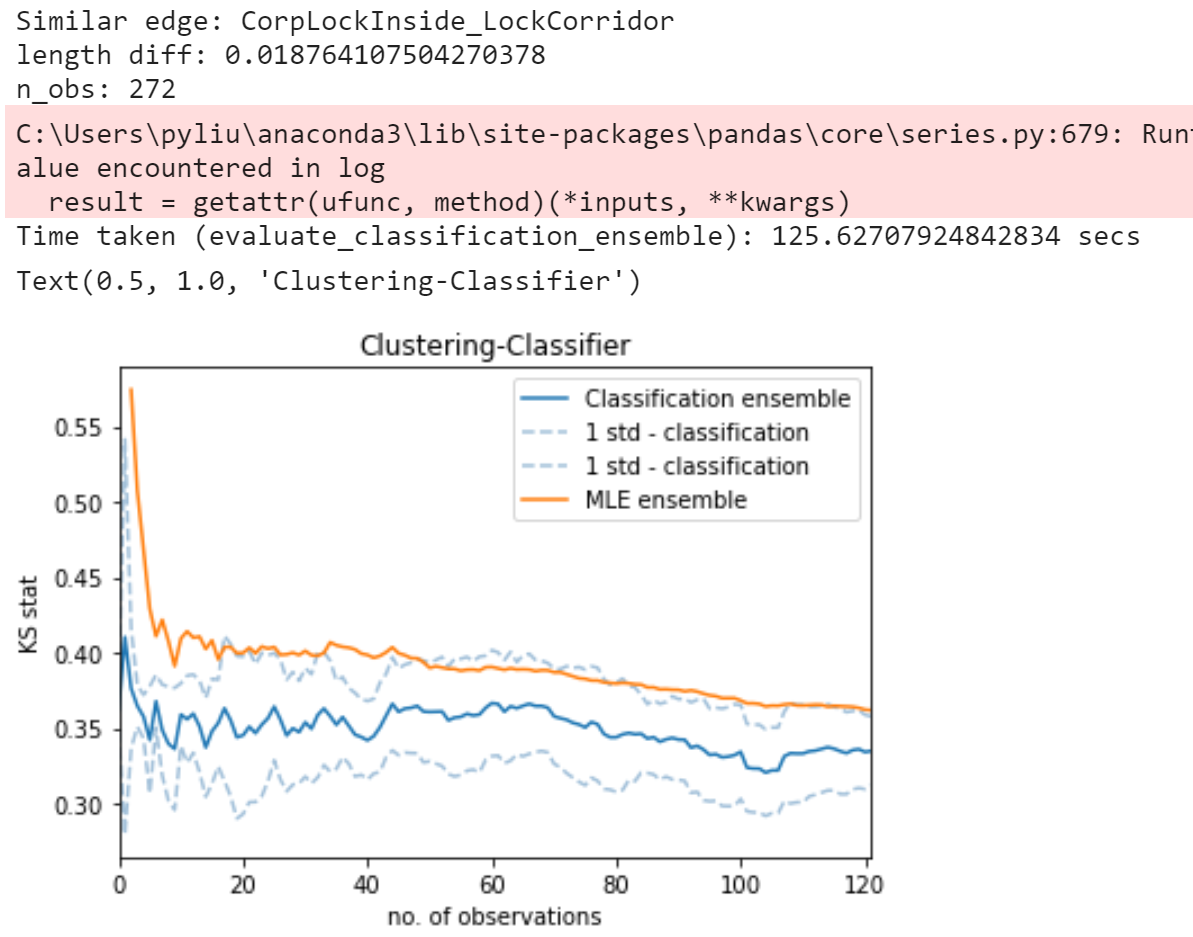 Similar edge: CorpLockInside_LockCorridor
length diff: 0.018764107504270378
n_obs: 272
C:\Users\pyliu\anaconda3\lib\site-packages\pandas\core\series.py:679: Runt
alue encountered in log
  result = getattr(ufunc, method)(*inputs, **kwargs)
Time taken (evaluate_classification_ensemble): 125.62707924842834 secs
Text(0.5, 1.0, 'Clustering-Classifier')
Clustering-Classifier
Classification ensemble
1 std - classification
1 std - classification
MLE ensemble
KS stat
0.55
0.50
0.45
0.40
0.35
0.30
0 20 40 60 80 100 120
no. of observations